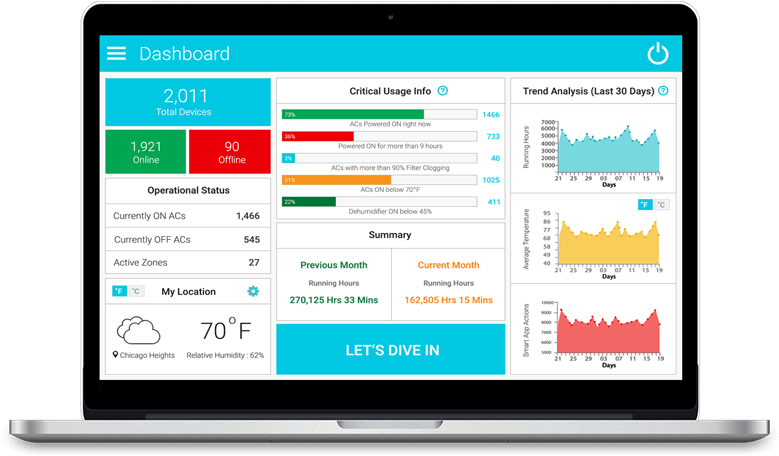 Dashboard
2,011
Total Devices
1,921
Online
90
Offline
Operational Status
Currently ON ACs 1,466
Currently OFF ACs 545
Active Zones 27
°F °C My Location
70°F
Chicago Heights
Relative Humidity : 62%
Critical Usage Info ?
73% 1466
ACs Powered ON right now
36% 733
Powered ON for more than 9 hours
2% 40
ACs with more than 90% Filter Clogging
51% 1025
ACs ON below 70°F
22% 411
Dehumidifier ON below 45%
Summary
Previous Month
Running Hours
270,125 Hrs 33 Mins
Current Month
Running Hours
162,505 Hrs 15 Mins
LET'S DIVE IN
Trend Analysis (Last 30 Days) ?
Running Hours
7000
6000
5000
4000
3000
2000
1000
21 25 29 03 07 11 15 19
Days
°F °C
Average Temperature
95
86
77
68
58
49
40
21 25 29 03 07 11 15 19
Days
Smart App Actions
10000
9000
8000
7000
6000
5000
21 25 29 03 07 11 15 19
Days